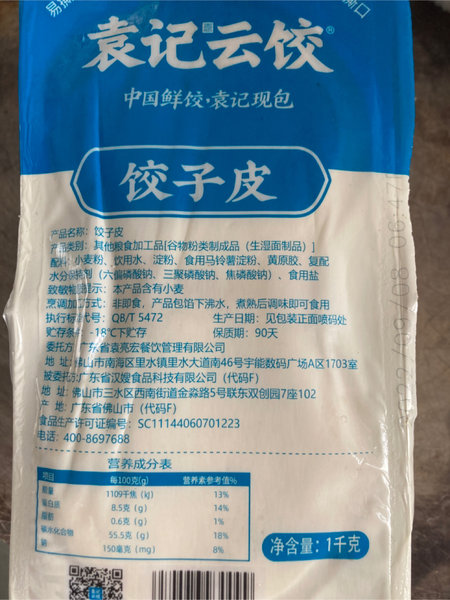 易撕
撕口
袁记云饺®
中国鲜饺·袁记现包
饺子皮
产品名称：饺子皮
产品类别：其他粮食加工品[谷物粉类制成品（生湿面制品）]
配料：小麦粉、饮用水、淀粉、食用马铃薯淀粉、黄原胶、复配
水分保持剂（六偏磷酸钠、三聚磷酸钠、焦磷酸钠）、食用盐
致敏物质提示：本产品含有小麦
烹调加工方式：非即食，产品包馅下沸水，煮熟后调味即可食用
执行标准代号：QB/T 5472 生产日期：见包装正面喷码处
贮存条件：-18℃下贮存 保质期：90天
委托方：广东省袁亮宏餐饮管理有限公司
地 址：佛山市南海区里水镇里水大道南46号宇能数码广场A区1703室
被委托方：广东省汉嫂食品科技有限公司（代码F）
地 址：佛山市三水区西南街道金淼路5号联东双创园7座102
产 地：广东省佛山市（代码F）
食品生产许可证编号：SC11144060701223
电话：400-8697688
营养成分表
项目 每100克(g) 营养素参考值%
能量 1109千焦（kJ） 13%
蛋白质 8.5克（g） 14%
脂肪 0.6克（g） 1%
碳水化合物 55.5克（g） 18%
钠 150毫克（mg） 8%
净含量：1千克